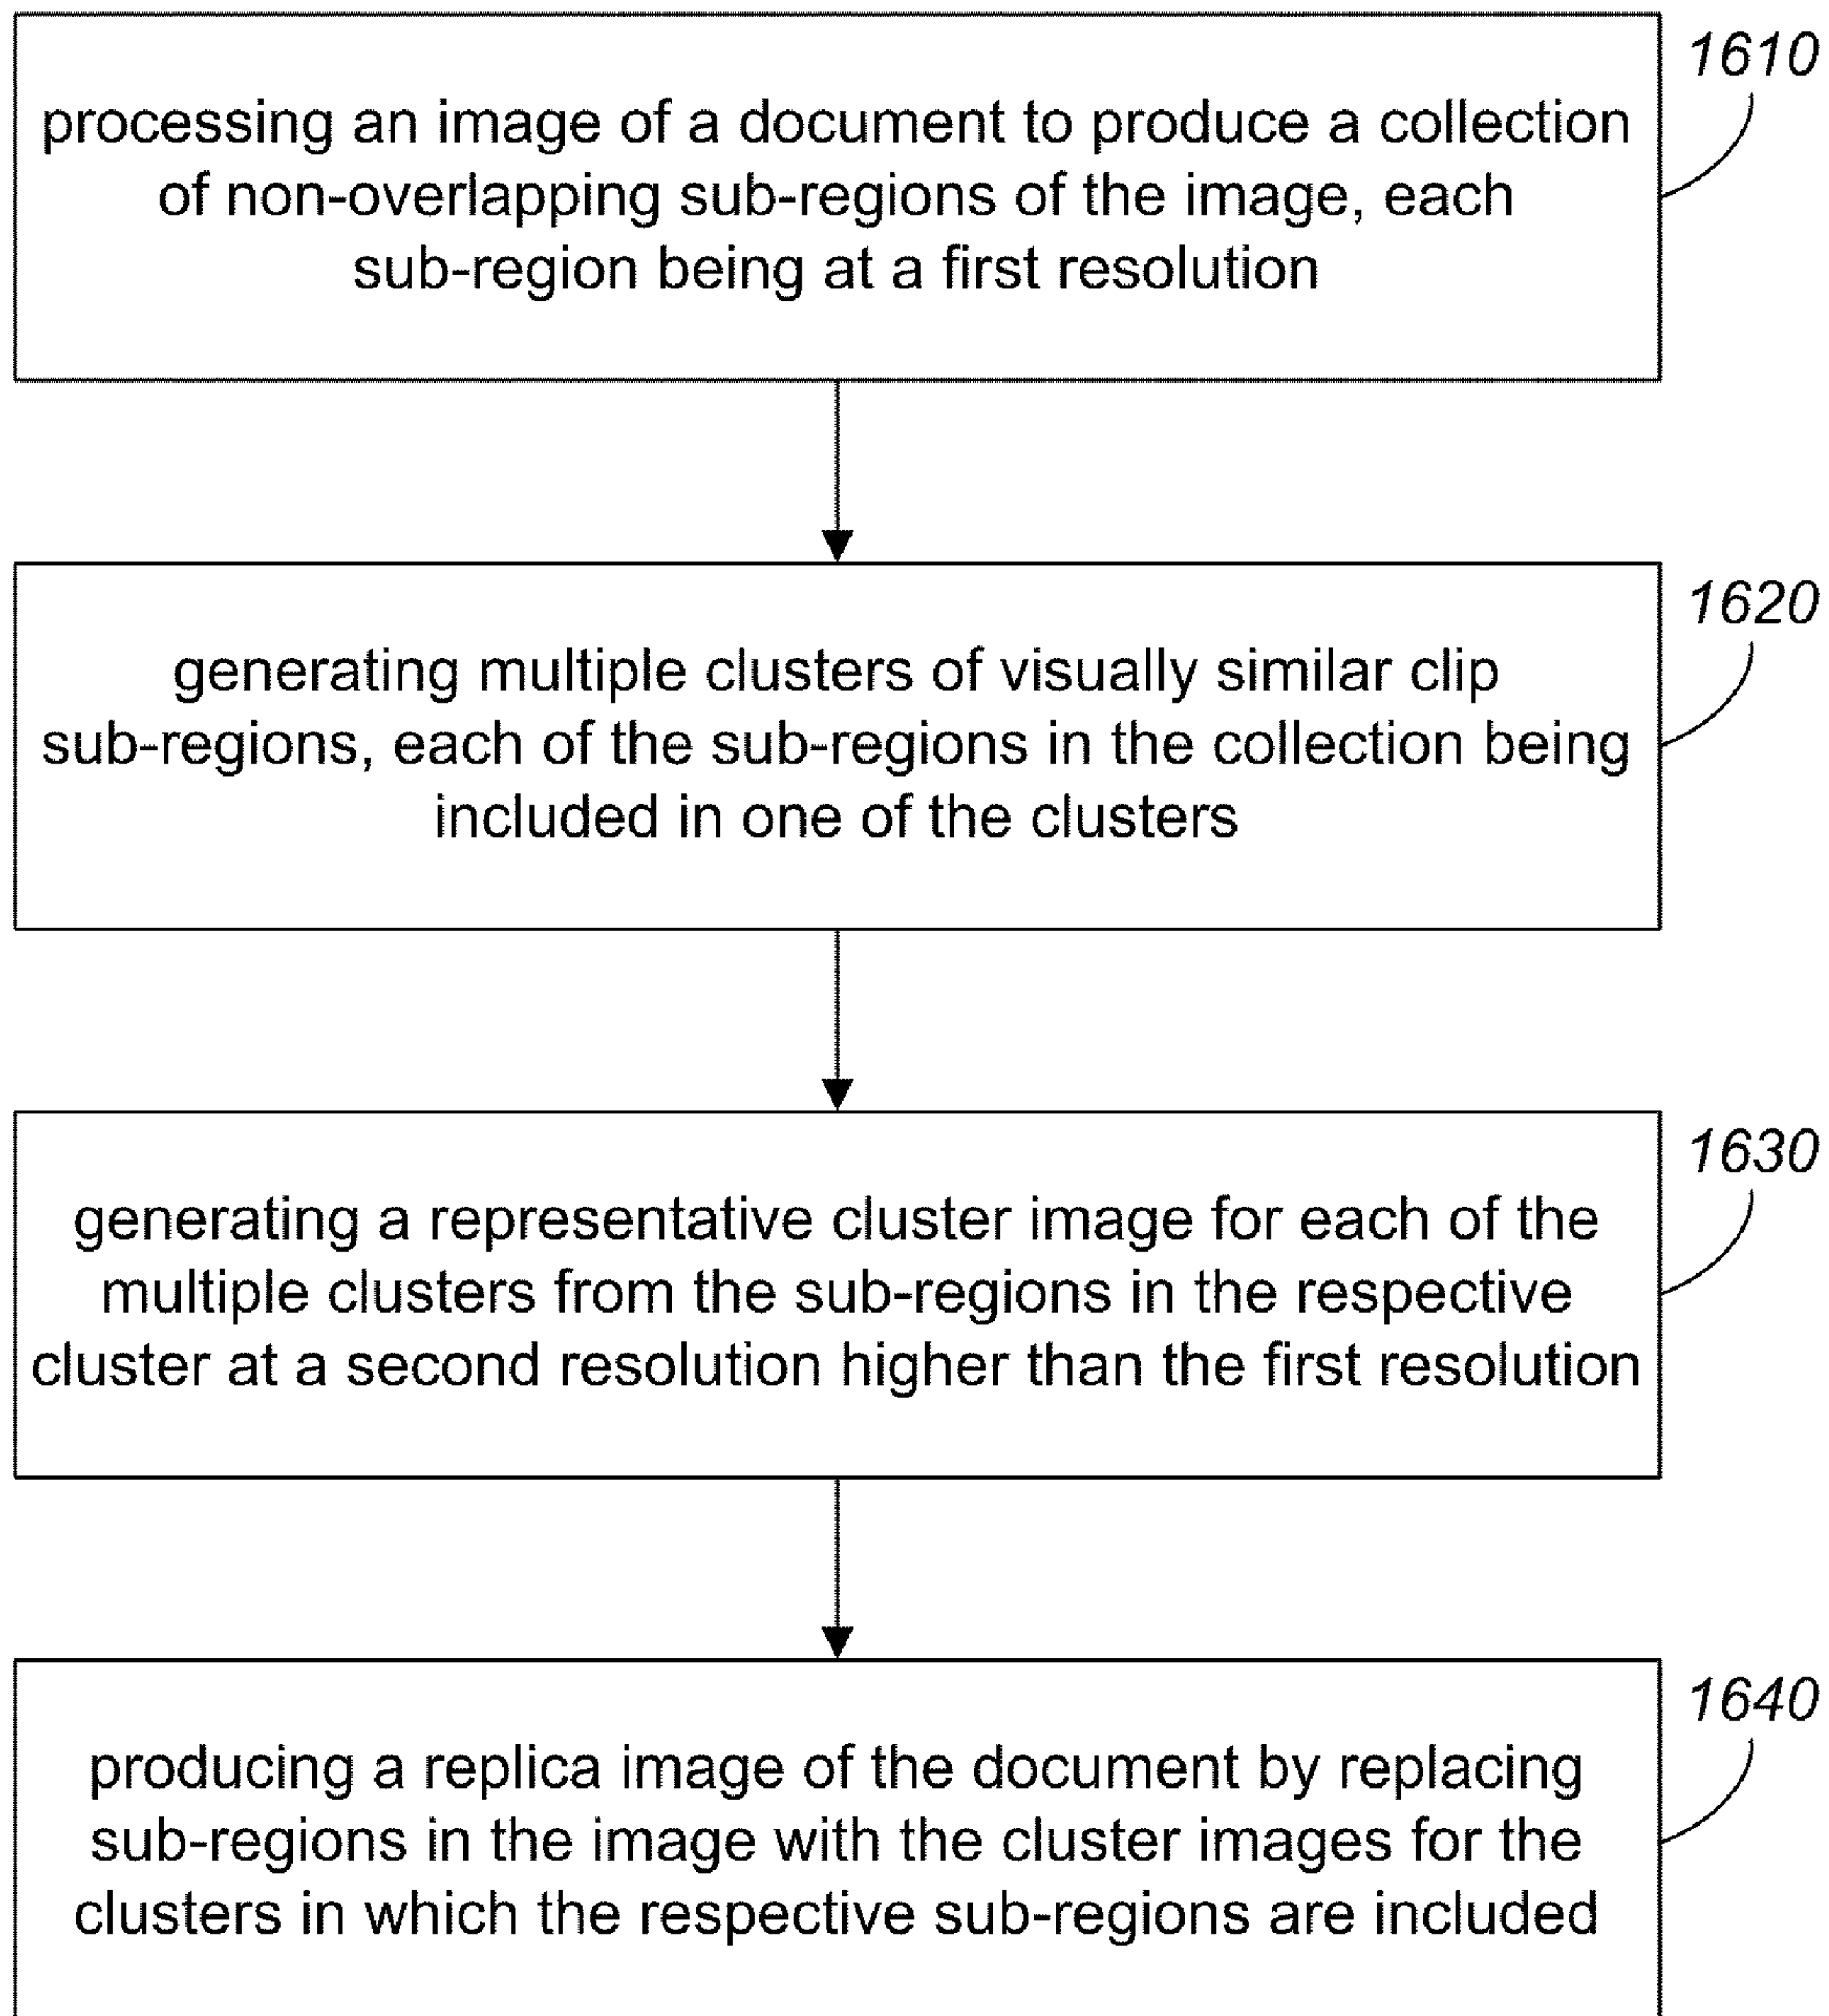 1610
processing an image of a document to produce a collection
of non-overlapping sub-regions of the image, each
sub-region being at a first resolution
1620
generating multiple clusters of visually similar clip
sub-regions, each of the sub-regions in the collection being
included in one of the clusters
1630
generating a representative cluster image for each of the
multiple clusters from the sub-regions in the respective
cluster at a second resolution higher than the first resolution
1640
producing a replica image of the document by replacing
sub-regions in the image with the cluster images for the
clusters in which the respective sub-regions are included